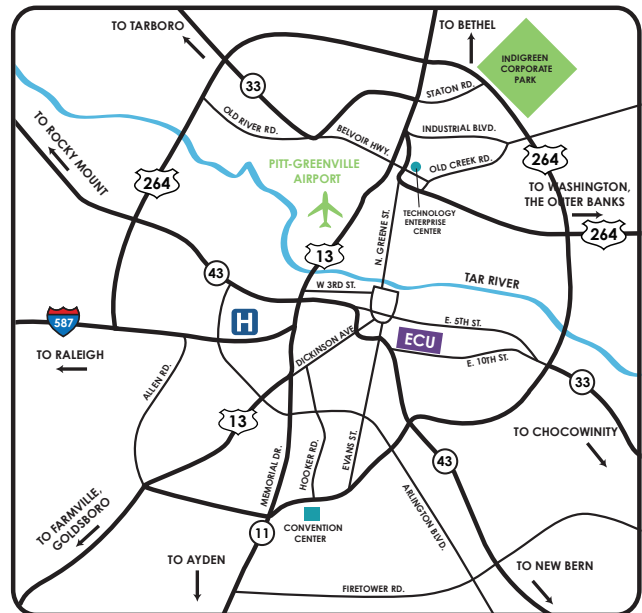 TO TARBORO
TO BETHEL
INDIGREEN
CORPORATE
PARK
33
STATON RD.
OLD RIVER RD.
BELVOIR HWY.
INDUSTRIAL BLVD.
TO ROCKY MOUNT
264
PITT-GREENVILLE
AIRPORT
OLD CREEK RD.
264
TECHNOLOGY
ENTERPRISE
CENTER
TO WASHINGTON,
THE OUTER BANKS
264
13
N. GREENE ST.
43
W 3RD ST.
TAR RIVER
587
H
E. 5TH ST.
ECU
TO RALEIGH
DICKINSON AVE
E. 10TH ST.
ALLEN RD.
33
13
TO CHOCOWINITY
MEMORIAL DR.
HOOKER RD.
EVANS ST.
43
ARLINGTON BLVD.
TO FARMVILLE,
GOLDSBORO
11
CONVENTION
CENTER
TO AYDEN
TO NEW BERN
FIRETOWER RD.